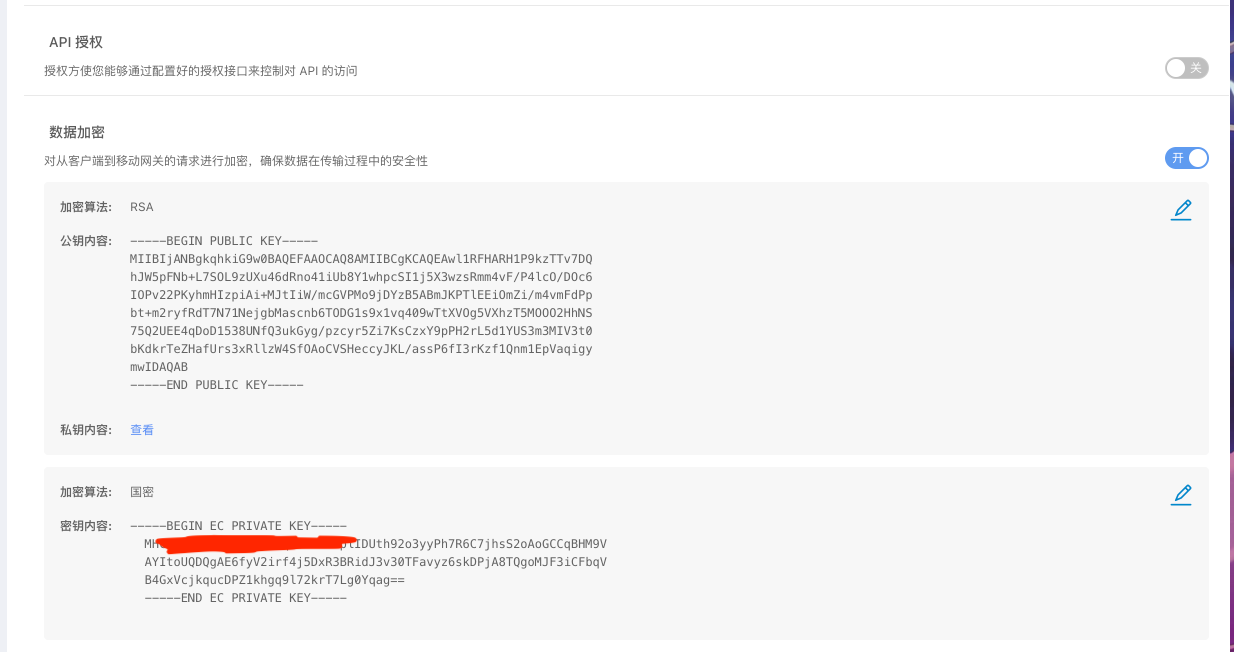 API 授权
授权方使您能够通过配置好的授权接口来控制对 API 的访问
关
数据加密
对从客户端到移动网关的请求进行加密，确保数据在传输过程中的安全性
开
加密算法: RSA
公钥内容: -----BEGIN PUBLIC KEY-----
MIIBIjANBgkqhkiG9w0BAQEFAAOCAQ8AMIIBCgKCAQEAwl1RFHARH1P9kzTTv7DQ
hJW5pFNb+L7SOL9zUXu46dRno41iUb8Y1whpcSI1j5X3wzsRmm4vF/P4lcO/DOc6
IOPv22PKyhmHIzpiAi+MJtIiW/mcGVPMo9jDYzB5ABmJKPTlEEiOmZi/m4vmFdPp
bt+m2ryfRdT7N71NejgbMascnb6TODG1s9x1vq409wTtXVOg5VXhzT5MOOO2HhNS
75Q2UEE4qDoD1538UNfQ3ukGyg/pzcyr5Zi7KsCzxY9pPH2rL5d1YUS3m3MIV3t0
bKdkrTeZHafUrs3xRllzW4SfOAoCVSHeccyJKL/assP6fI3rKzf1Qnm1EpVaqigy
mwIDAQAB
-----END PUBLIC KEY-----
私钥内容: 查看
加密算法: 国密
密钥内容: -----BEGIN EC PRIVATE KEY-----
IDUth92o3yyPh7R6C7jhsS2oAoGCCqBHM9V
AYItoUQDQgAE6fyV2irf4j5DxR3BRidJ3v30TFavyz6skDPjA8TQgoMJF3iCFbqV
B4GxVcjkqucDPZ1khgq9l72krT7Lg0Yqag==
-----END EC PRIVATE KEY-----